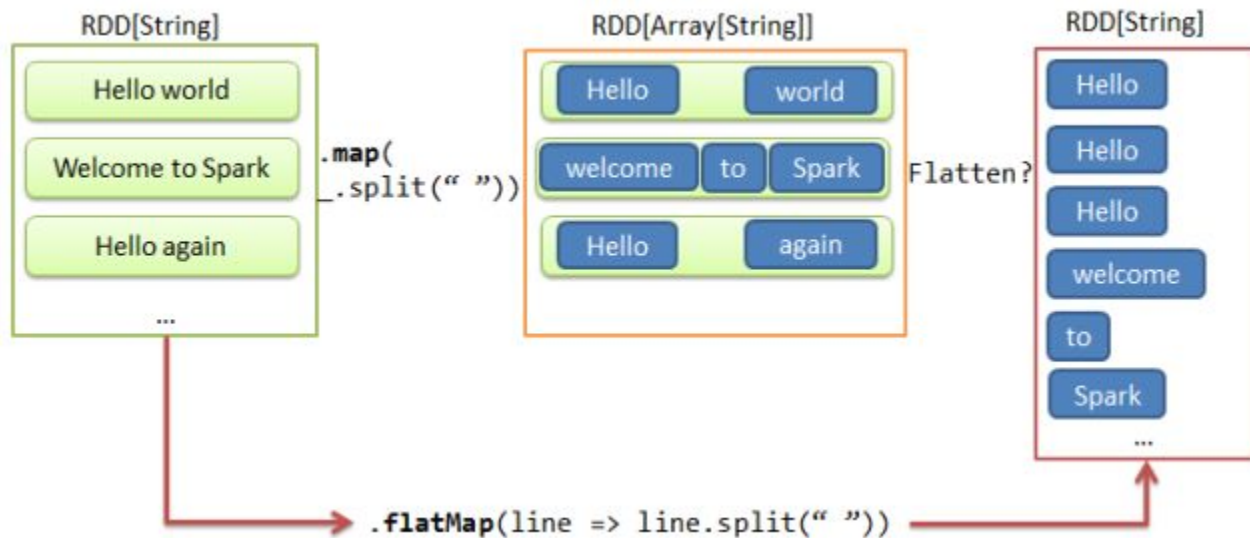 RDD[String]
Hello world
Welcome to Spark
Hello again
...
.map(
_.split(“ ”))
RDD[Array[String]]
Hello world
welcome to Spark
Hello again
Flatten?
RDD[String]
Hello
Hello
Hello
welcome
to
Spark
...
.flatMap(line => line.split(“ ”))